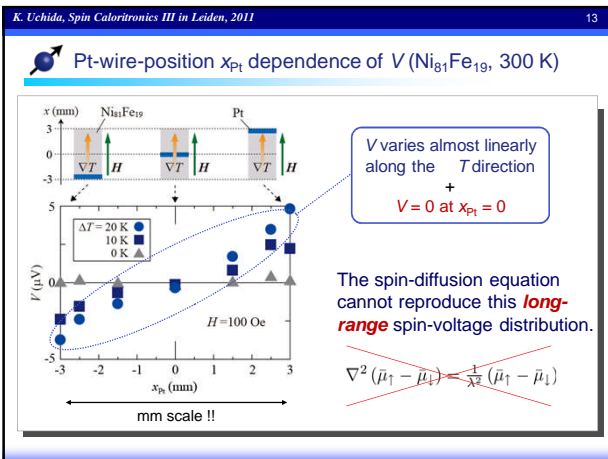 K. Uchida, Spin Caloritronics III in Leiden, 2011
13
Pt-wire-position xPt dependence of V (Ni81Fe19, 300 K)
x (mm)
Ni81Fe19
Pt
3
0
-3
∇T
H
∇T
H
∇T
H
V varies almost linearly
along the T direction
+
V = 0 at xPt = 0
5
0
-5
V (μV)
ΔT = 20 K
10 K
0 K
H = 100 Oe
-3
-2
-1
0
1
2
3
xPt (mm)
mm scale !!
The spin-diffusion equation
cannot reproduce this long-
range spin-voltage distribution.
∇² (μ̄↑ − μ̄↓) = 1/λ² (μ̄↑ − μ̄↓)